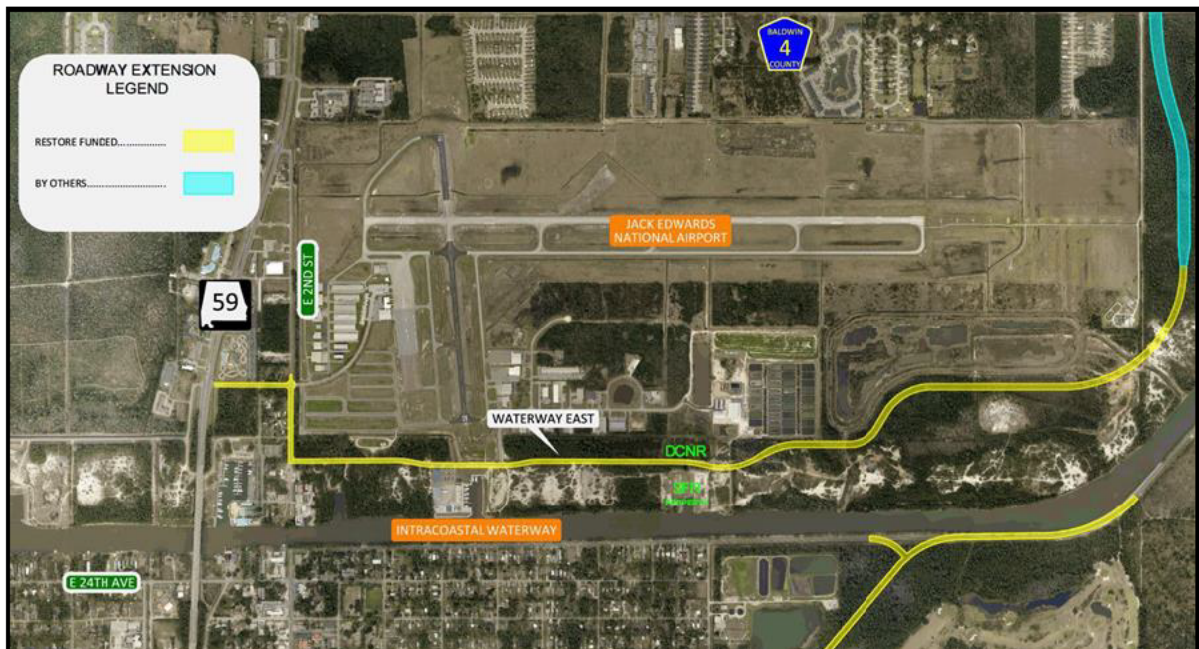 ROADWAY EXTENSION
LEGEND
RESTORE FUNDED................
BY OTHERS..........................
BALDWIN
4
COUNTY
JACK EDWARDS
NATIONAL AIRPORT
E 2ND ST
59
WATERWAY EAST
DCNR
INTRACOASTAL WATERWAY
E 24TH AVE